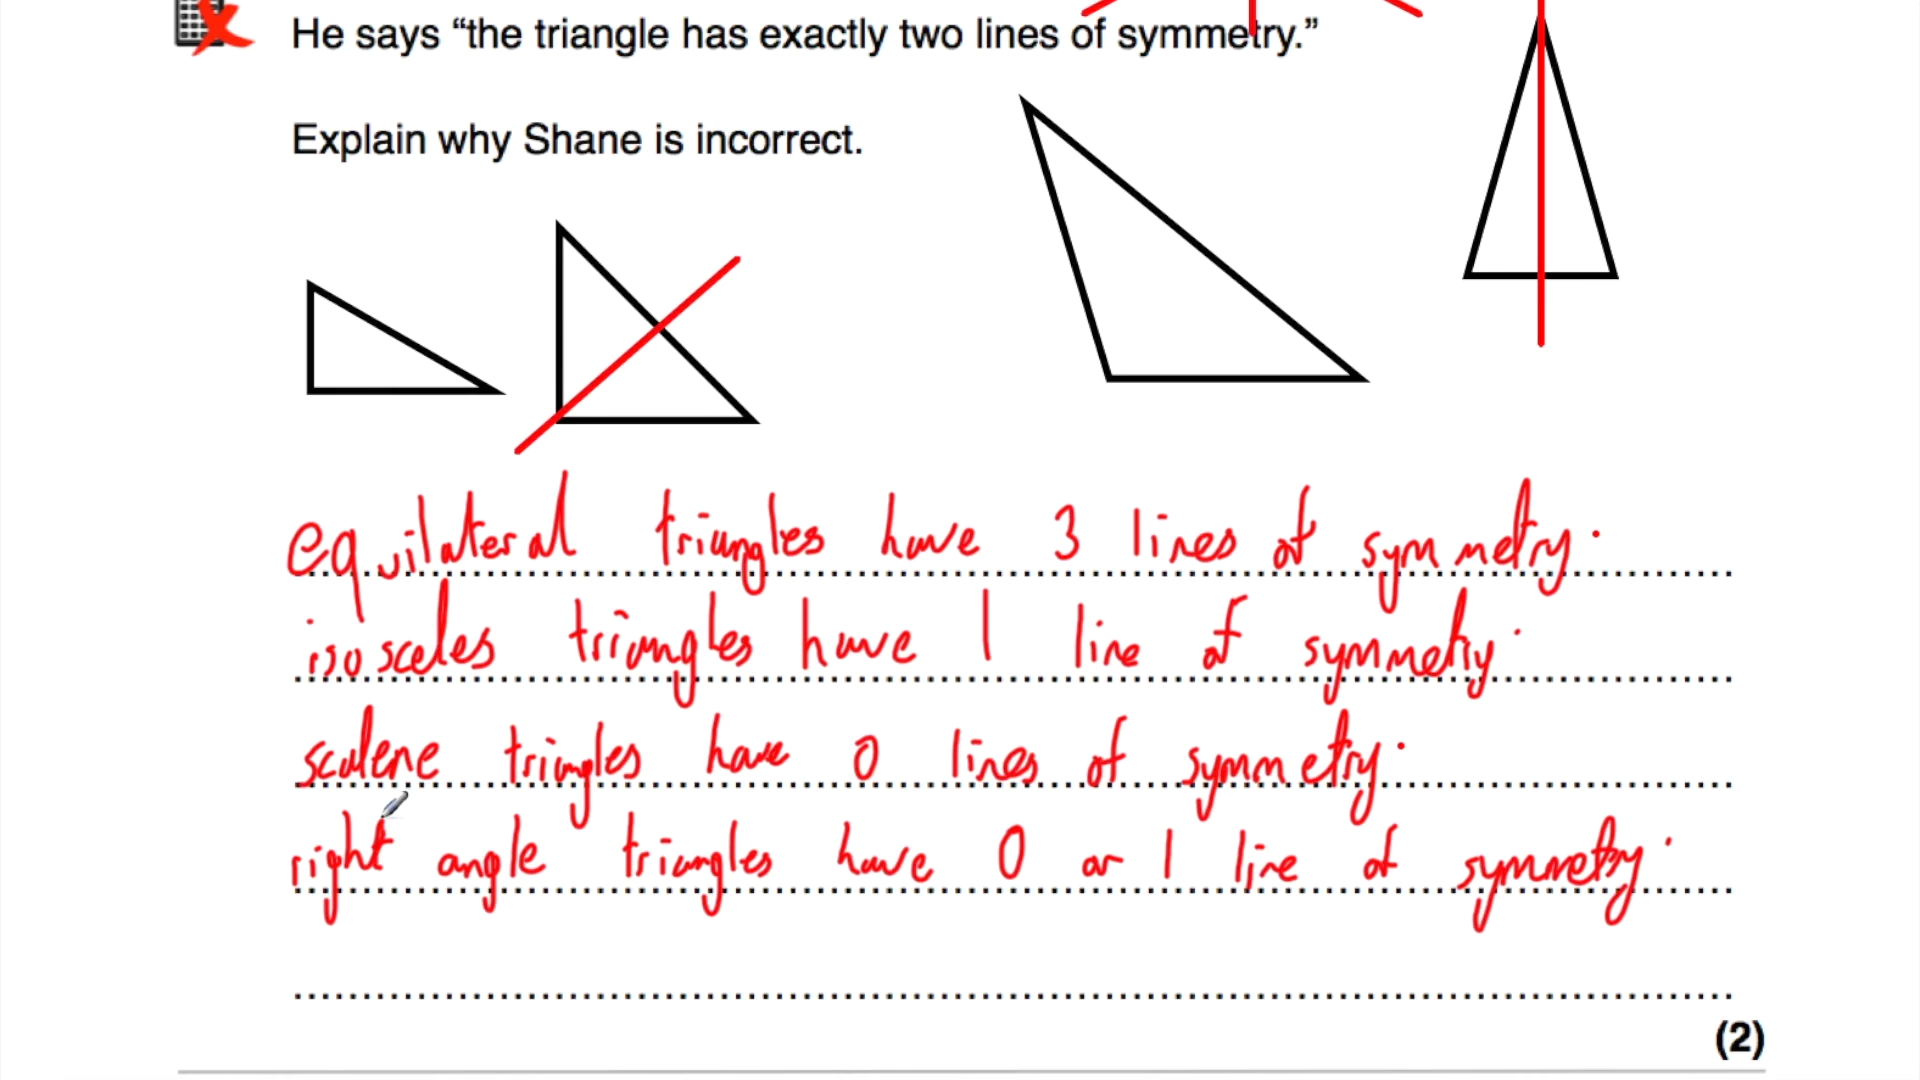 He says “the triangle has exactly two lines of symmetry.”
Explain why Shane is incorrect.
equilateral triangles have 3 lines of symmetry.
isosceles triangles have 1 line of symmetry.
scalene triangles have 0 lines of symmetry.
right angle triangles have 0 or 1 line of symmetry.
(2)